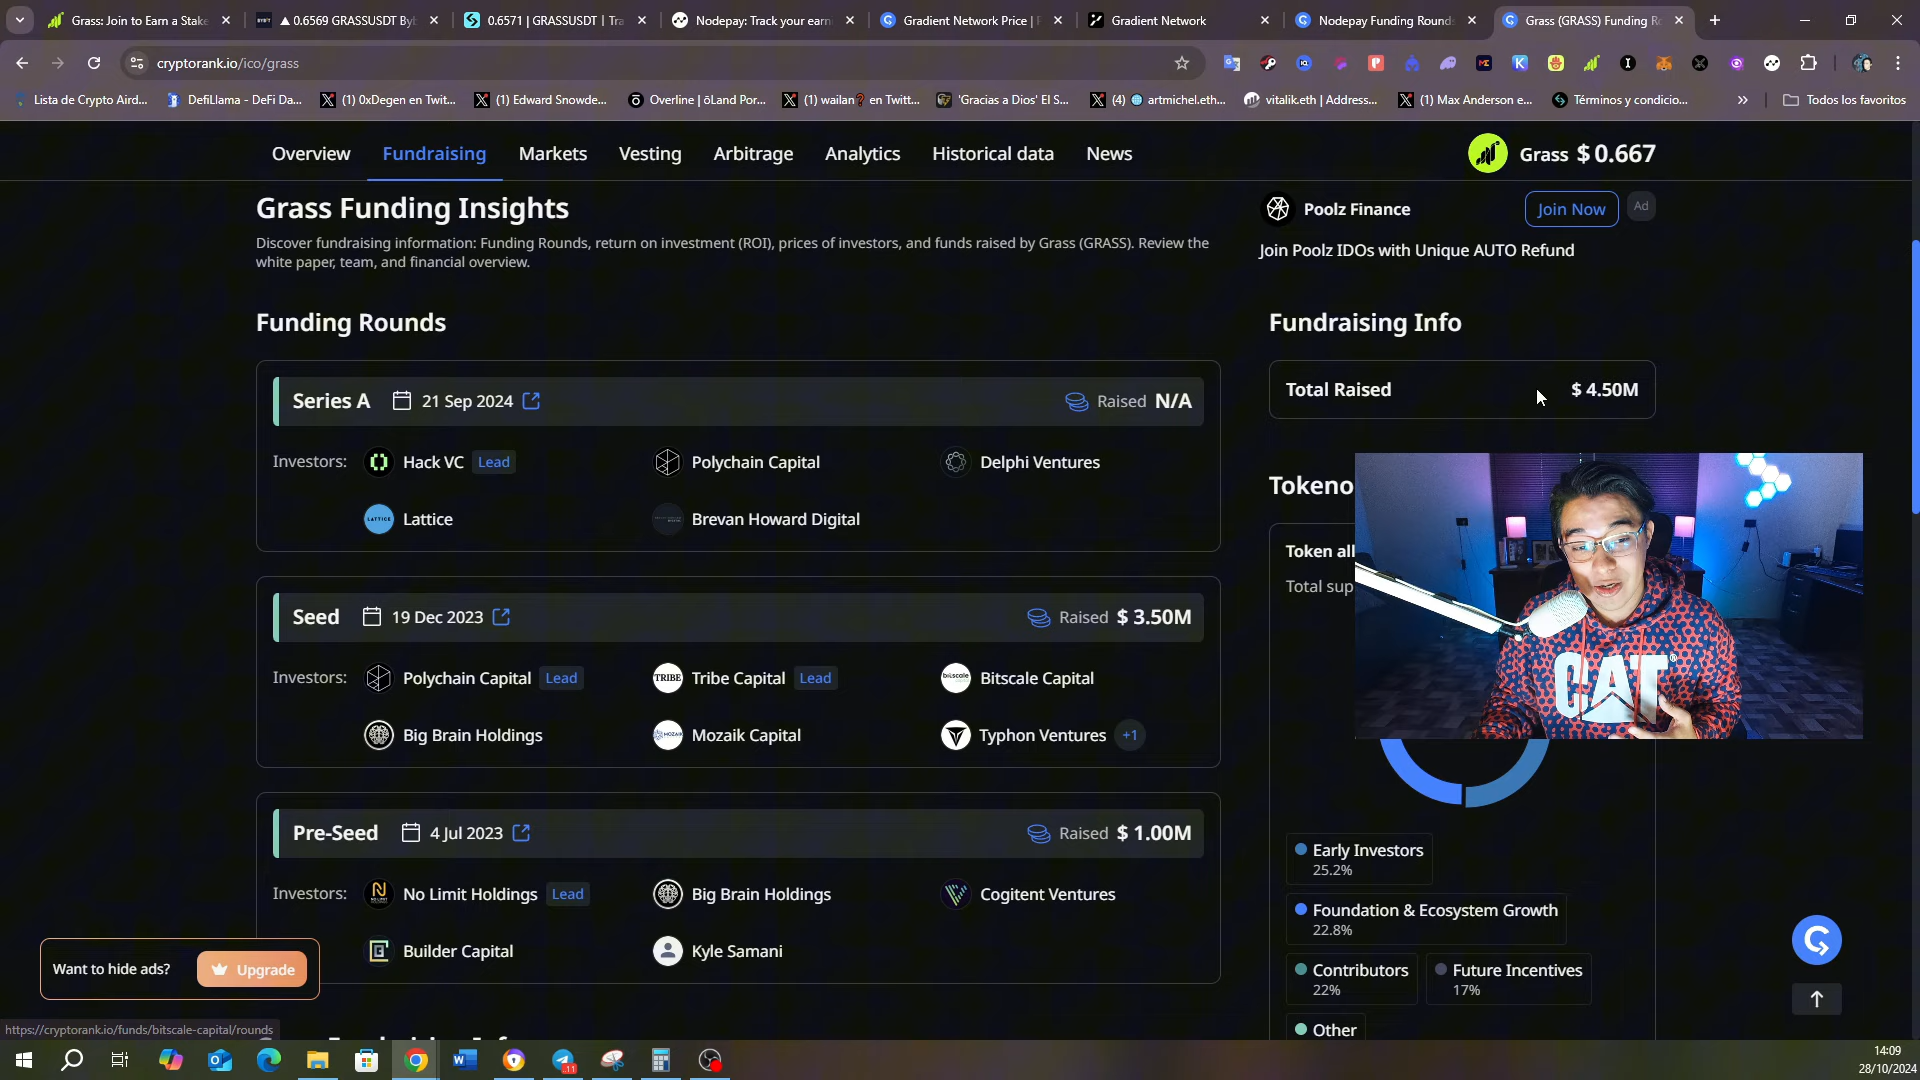 Grass: Join to Earn a Stake
0.6569 GRASSUSDT Byb
0.6571 | GRASSUSDT | Tra
Nodepay: Track your earn
Gradient Network Price |
Gradient Network
Nodepay Funding Rounds
Grass (GRASS) Funding Ro
cryptorank.io/ico/grass
Lista de Crypto Aird...
DefiLlama - DeFi Da...
(1) 0xDegen en Twit...
(1) Edward Snowde...
Overline | ōLand Por...
(1) wailan❓ en Twitt...
'Gracias a Dios' El S...
(4) 🌐 artmichel.eth...
vitalik.eth | Address...
(1) Max Anderson e...
Términos y condicio...
Todos los favoritos
Overview
Fundraising
Markets
Vesting
Arbitrage
Analytics
Historical data
News
Grass $ 0.667
Grass Funding Insights
Discover fundraising information: Funding Rounds, return on investment (ROI), prices of investors, and funds raised by Grass (GRASS). Review the
white paper, team, and financial overview.
Poolz Finance
Join Now
Ad
Join Poolz IDOs with Unique AUTO Refund
Funding Rounds
Series A 21 Sep 2024 Raised N/A
Investors: Hack VC Lead Polychain Capital Delphi Ventures
Lattice Brevan Howard Digital
Seed 19 Dec 2023 Raised $ 3.50M
Investors: Polychain Capital Lead Tribe Capital Lead Bitscale Capital
Big Brain Holdings Mozaik Capital Typhon Ventures +1
Pre-Seed 4 Jul 2023 Raised $ 1.00M
Investors: No Limit Holdings Lead Big Brain Holdings Cogitent Ventures
Builder Capital Kyle Samani
Fundraising Info
Total Raised $ 4.50M
Tokeno
Token all
Total sup
CAT
Early Investors
25.2%
Foundation & Ecosystem Growth
22.8%
Contributors
22%
Future Incentives
17%
Other
Want to hide ads?
Upgrade
https://cryptorank.io/funds/bitscale-capital/rounds
14:09
28/10/2024